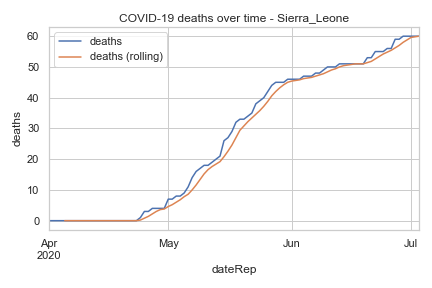 COVID-19 deaths over time - Sierra_Leone
deaths
deaths (rolling)
60
50
40
30
20
10
0
deaths
Apr
2020
May
Jun
Jul
dateRep